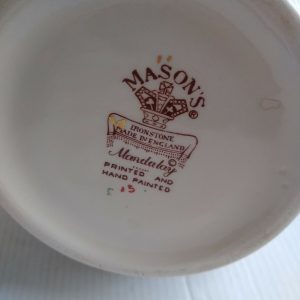 MASON'S
®
IRONSTONE
MADE IN ENGLAND
Mandalay ©
PRINTED AND
HAND PAINTED